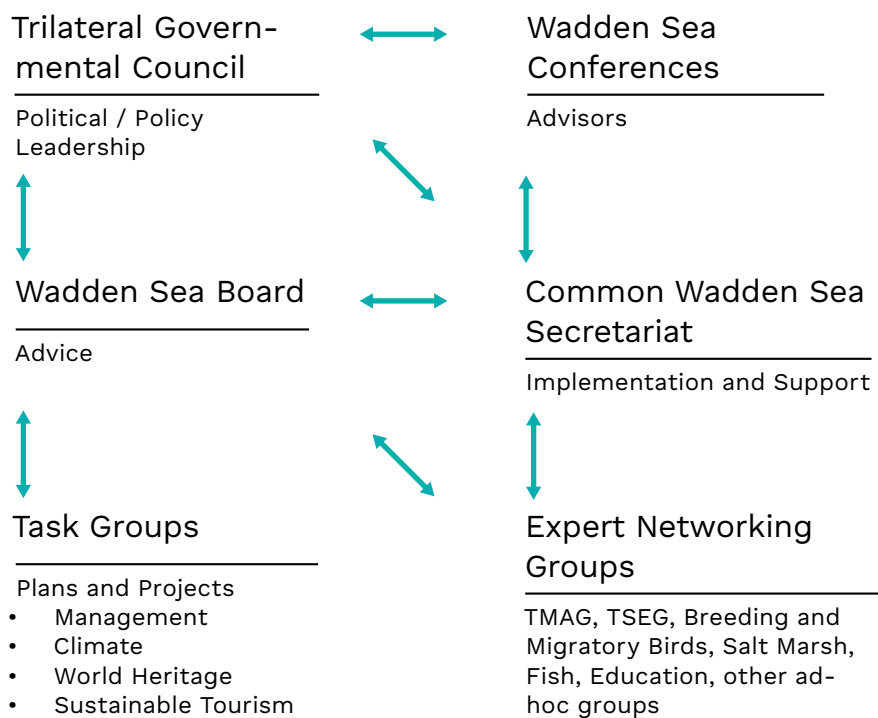 Trilateral Govern-
mental Council
Political / Policy
Leadership
Wadden Sea
Conferences
Advisors
Wadden Sea Board
Advice
Common Wadden Sea
Secretariat
Implementation and Support
Task Groups
Plans and Projects
• Management
• Climate
• World Heritage
• Sustainable Tourism
Expert Networking
Groups
TMAG, TSEG, Breeding and
Migratory Birds, Salt Marsh,
Fish, Education, other ad-
hoc groups